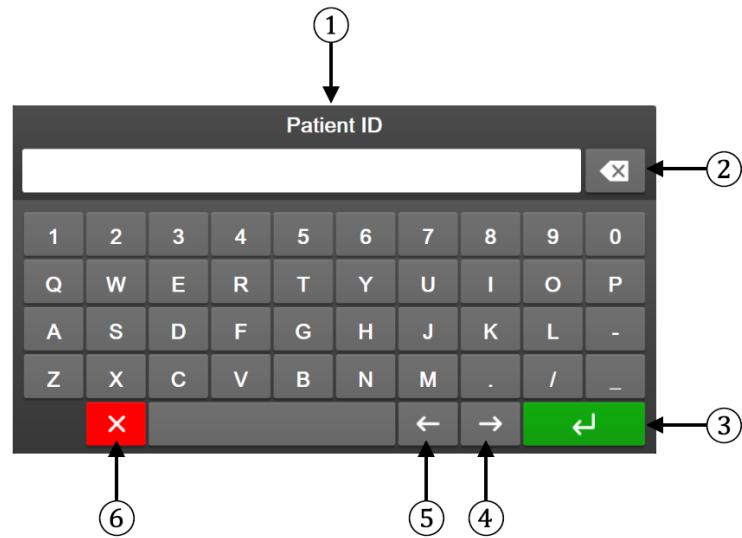 ①
Patient ID
②
1 2 3 4 5 6 7 8 9 0
Q W E R T Y U I O P
A S D F G H J K L -
Z X C V B N M . / _
← → ③
⑥ ⑤ ④